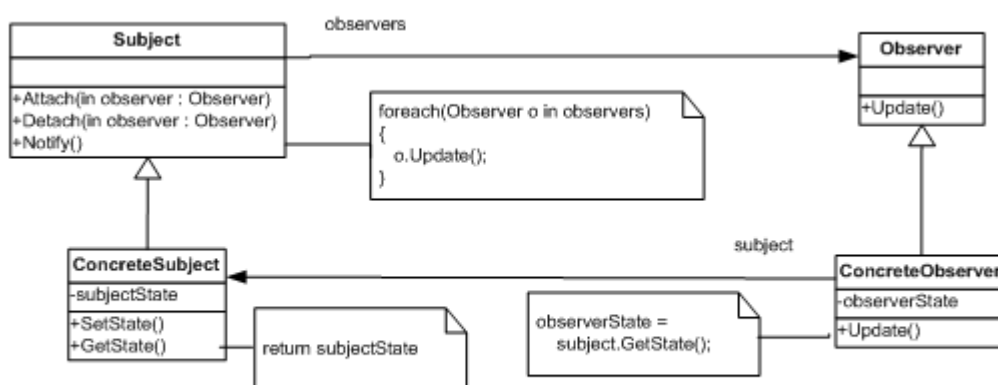 observers
Subject
+Attach(in observer : Observer)
+Detach(in observer : Observer)
+Notify()
Observer
+Update()
foreach(Observer o in observers)
{
o.Update();
}
subject
ConcreteSubject
-subjectState
+SetState()
+GetState()
return subjectState
observerState =
subject.GetState();
ConcreteObserver
-observerState
+Update()